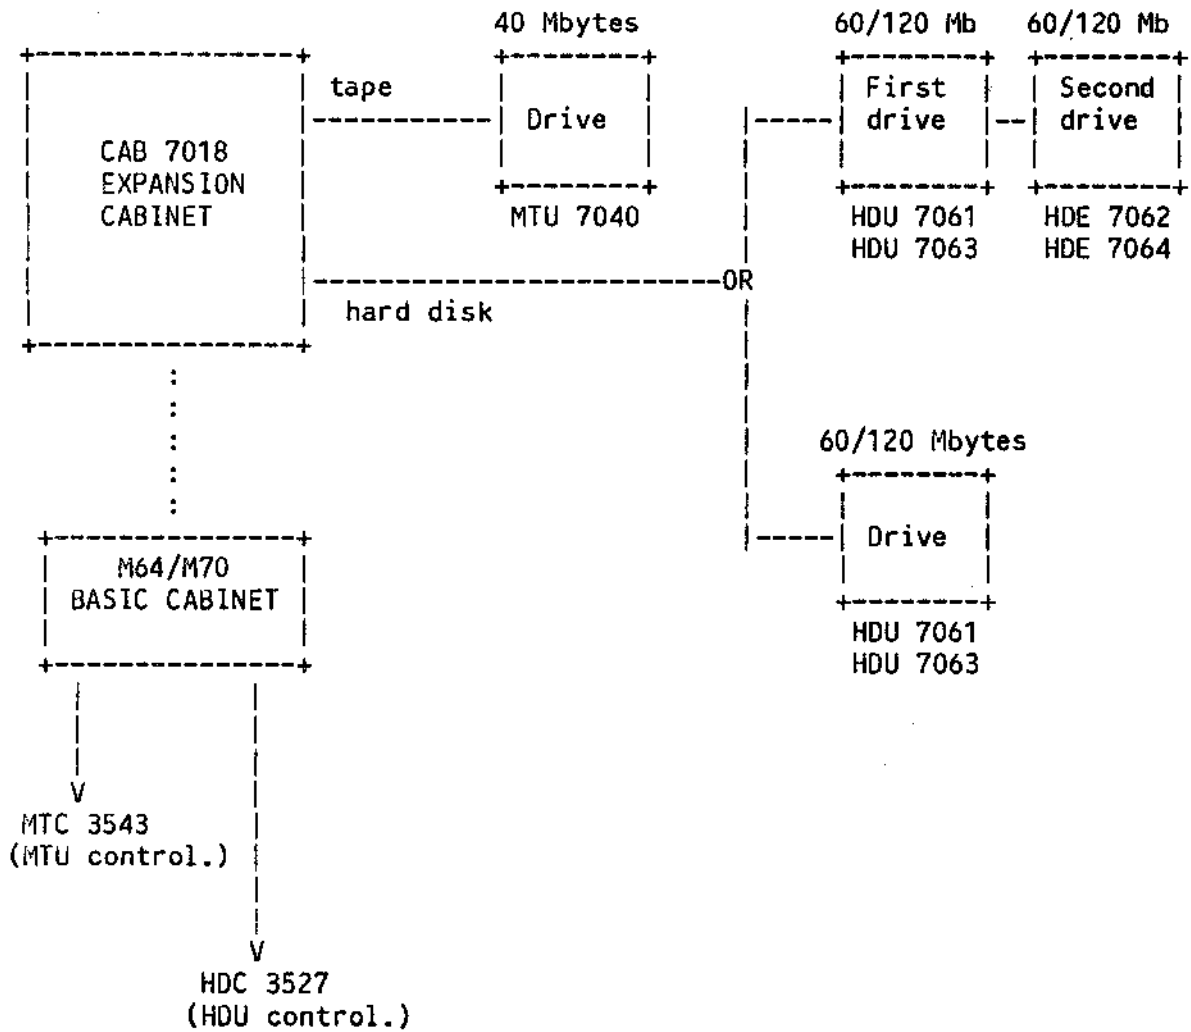 40 Mbytes
60/120 Mb 60/120 Mb
tape
First Second
Drive drive drive
CAB 7018
EXPANSION
CABINET
MTU 7040
HDU 7061 HDE 7062
HDU 7063 HDE 7064
OR
hard disk
60/120 Mbytes
Drive
M64/M70
BASIC CABINET
HDU 7061
HDU 7063
V
MTC 3543
(MTU control.)
V
HDC 3527
(HDU control.)